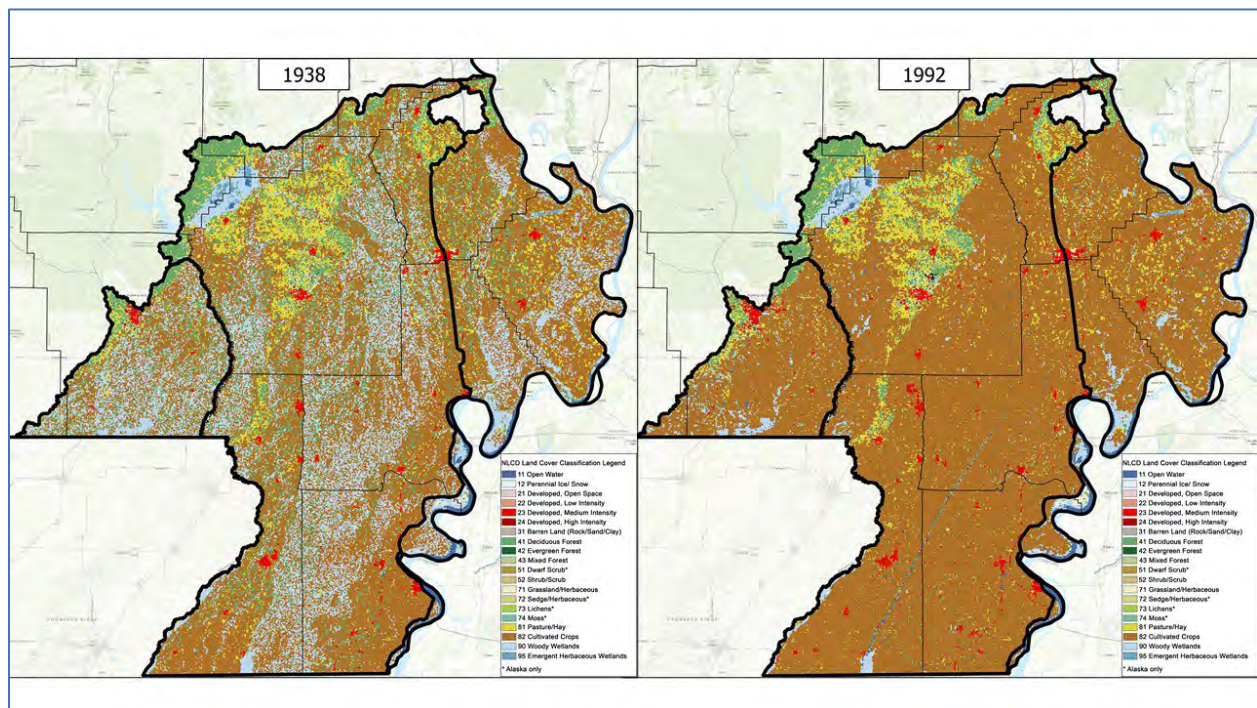 1938
1992
NLCD Land Cover Classification Legend
11 Open Water
12 Perennial Ice/ Snow
21 Developed, Open Space
22 Developed, Low Intensity
23 Developed, Medium Intensity
24 Developed, High Intensity
31 Barren Land (Rock/Sand/Clay)
41 Deciduous Forest
42 Evergreen Forest
43 Mixed Forest
51 Dwarf Scrub*
52 Shrub/Scrub
71 Grassland/Herbaceous
72 Sedge/Herbaceous*
73 Lichens*
74 Moss*
81 Pasture/Hay
82 Cultivated Crops
90 Woody Wetlands
95 Emergent Herbaceous Wetlands
* Alaska only
NLCD Land Cover Classification Legend
11 Open Water
12 Perennial Ice/ Snow
21 Developed, Open Space
22 Developed, Low Intensity
23 Developed, Medium Intensity
24 Developed, High Intensity
31 Barren Land (Rock/Sand/Clay)
41 Deciduous Forest
42 Evergreen Forest
43 Mixed Forest
51 Dwarf Scrub*
52 Shrub/Scrub
71 Grassland/Herbaceous
72 Sedge/Herbaceous*
73 Lichens*
74 Moss*
81 Pasture/Hay
82 Cultivated Crops
90 Woody Wetlands
95 Emergent Herbaceous Wetlands
* Alaska only